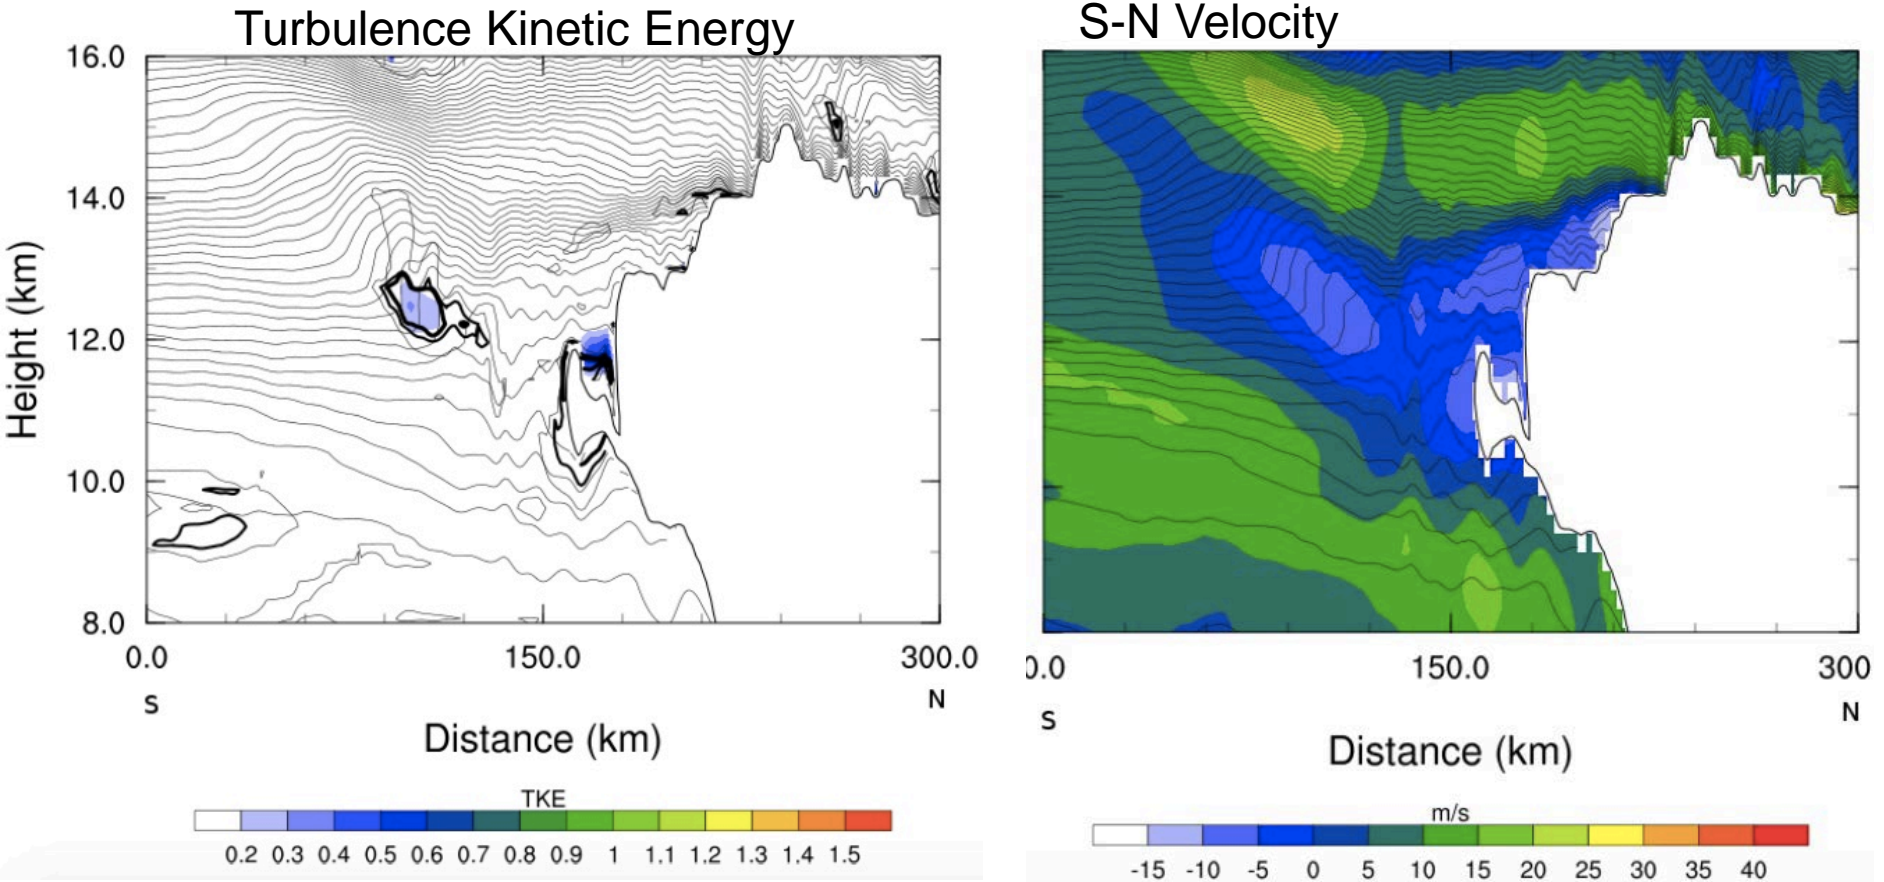 Turbulence Kinetic Energy
S-N Velocity
16.0
14.0
12.0
10.0
8.0
Height (km)
0.0
150.0
300.0
S
N
Distance (km)
0.0
150.0
300
S
N
Distance (km)
TKE
0.2 0.3 0.4 0.5 0.6 0.7 0.8 0.9 1 1.1 1.2 1.3 1.4 1.5
m/s
-15 -10 -5 0 5 10 15 20 25 30 35 40